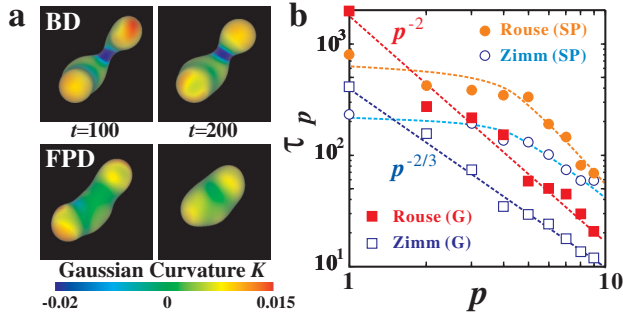 a
BD
t=100
t=200
FPD
Gaussian Curvature K
-0.02
0
0.015
b
10³
10²
10¹
τp
p⁻²
p⁻²/³
Rouse (SP)
Zimm (SP)
Rouse (G)
Zimm (G)
1
10
p